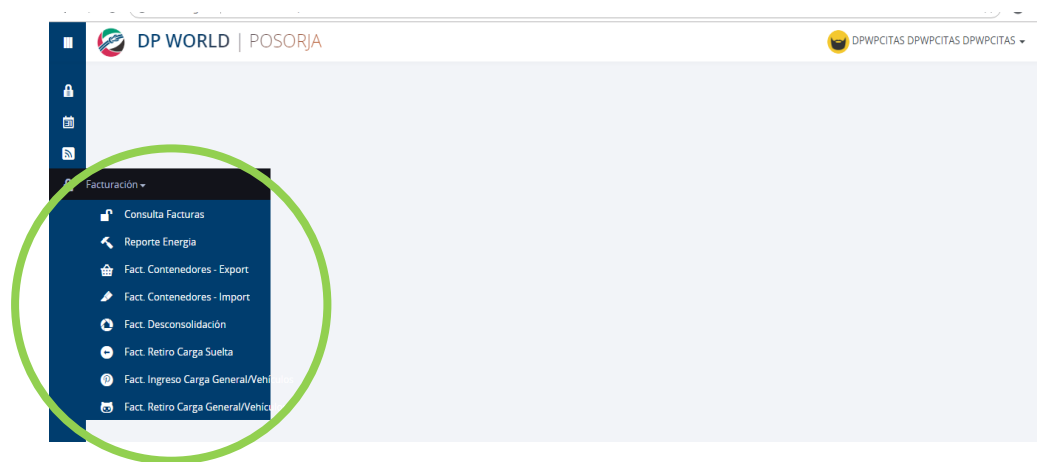 DP WORLD | POSORJA
DPWPCITAS DPWPCITAS DPWPCITAS
Facturación
Consulta Facturas
Reporte Energia
Fact. Contenedores - Export
Fact. Contenedores - Import
Fact. Desconsolidación
Fact. Retiro Carga Suelta
Fact. Ingreso Carga General/Vehí
Fact. Retiro Carga General/Vehic